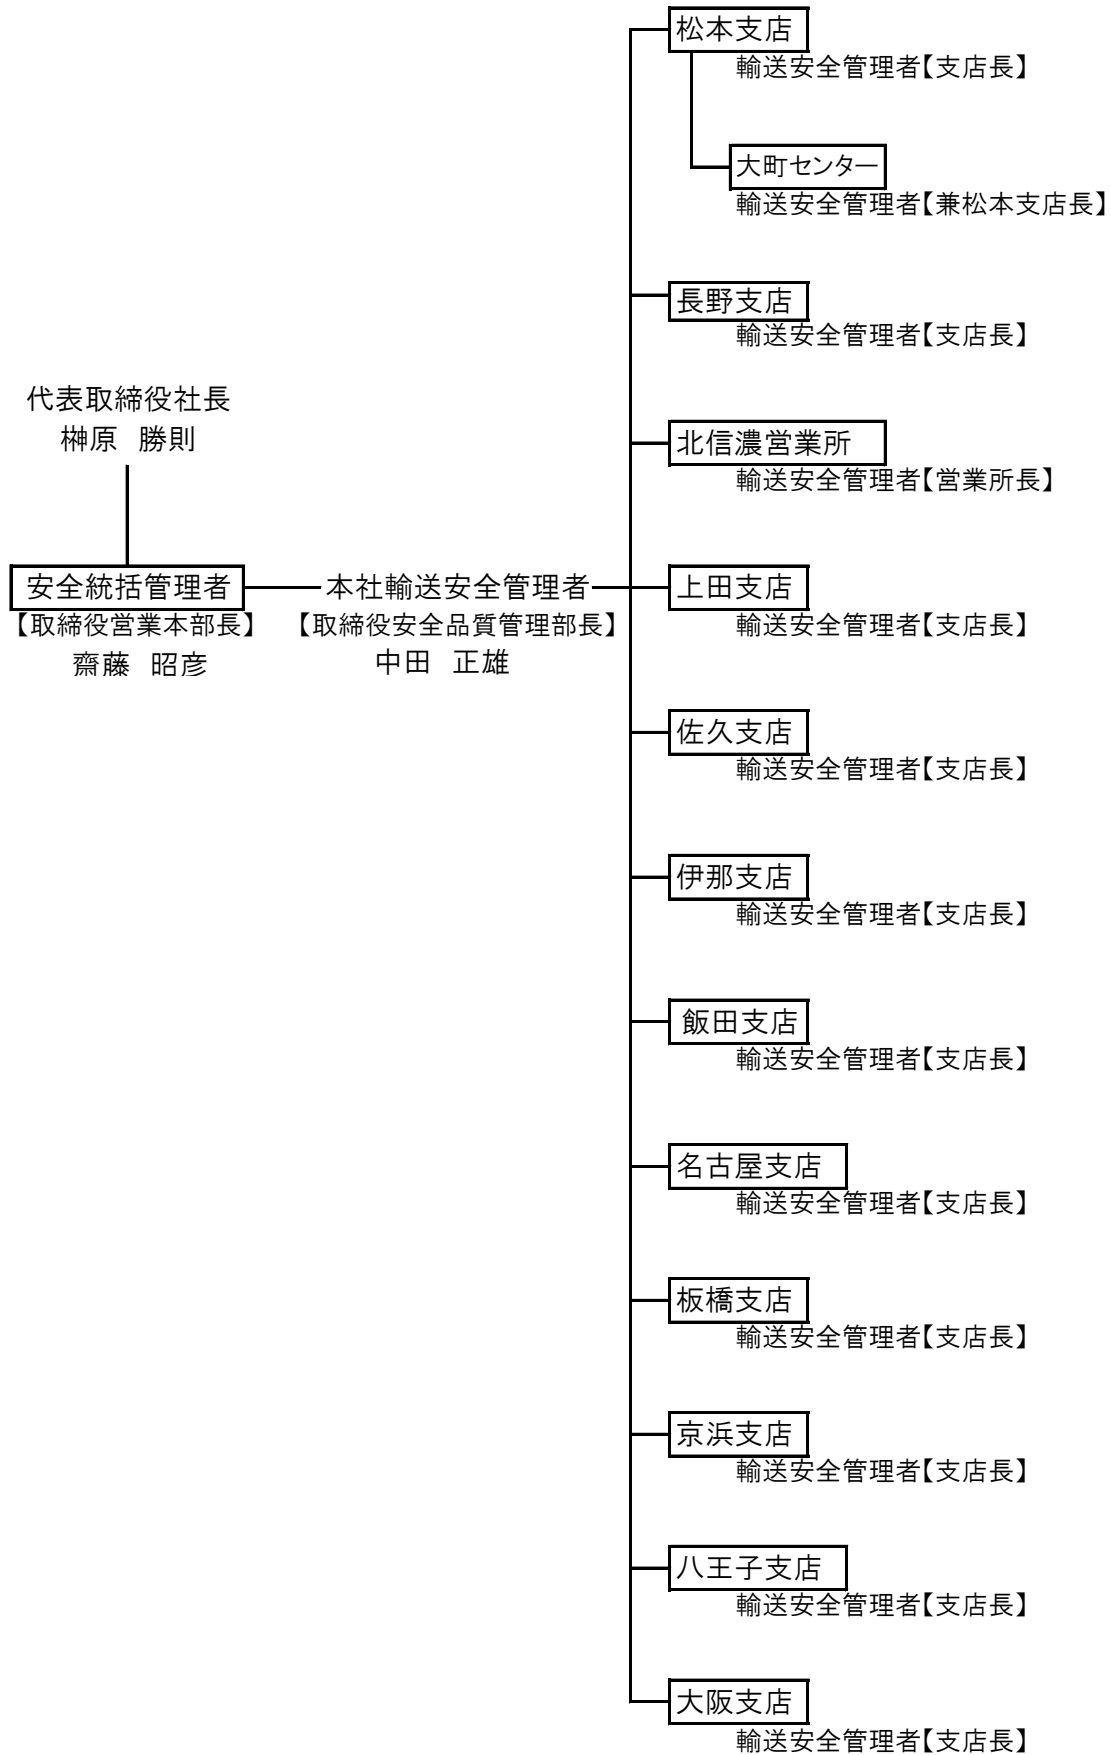 代表取締役社長
榊原　勝則
安全統括管理者
【取締役営業本部長】
齋藤　昭彦
本社輸送安全管理者
【取締役安全品質管理部長】
中田　正雄
松本支店
輸送安全管理者【支店長】
大町センター
輸送安全管理者【兼松本支店長】
長野支店
輸送安全管理者【支店長】
北信濃営業所
輸送安全管理者【営業所長】
上田支店
輸送安全管理者【支店長】
佐久支店
輸送安全管理者【支店長】
伊那支店
輸送安全管理者【支店長】
飯田支店
輸送安全管理者【支店長】
名古屋支店
輸送安全管理者【支店長】
板橋支店
輸送安全管理者【支店長】
京浜支店
輸送安全管理者【支店長】
八王子支店
輸送安全管理者【支店長】
大阪支店
輸送安全管理者【支店長】